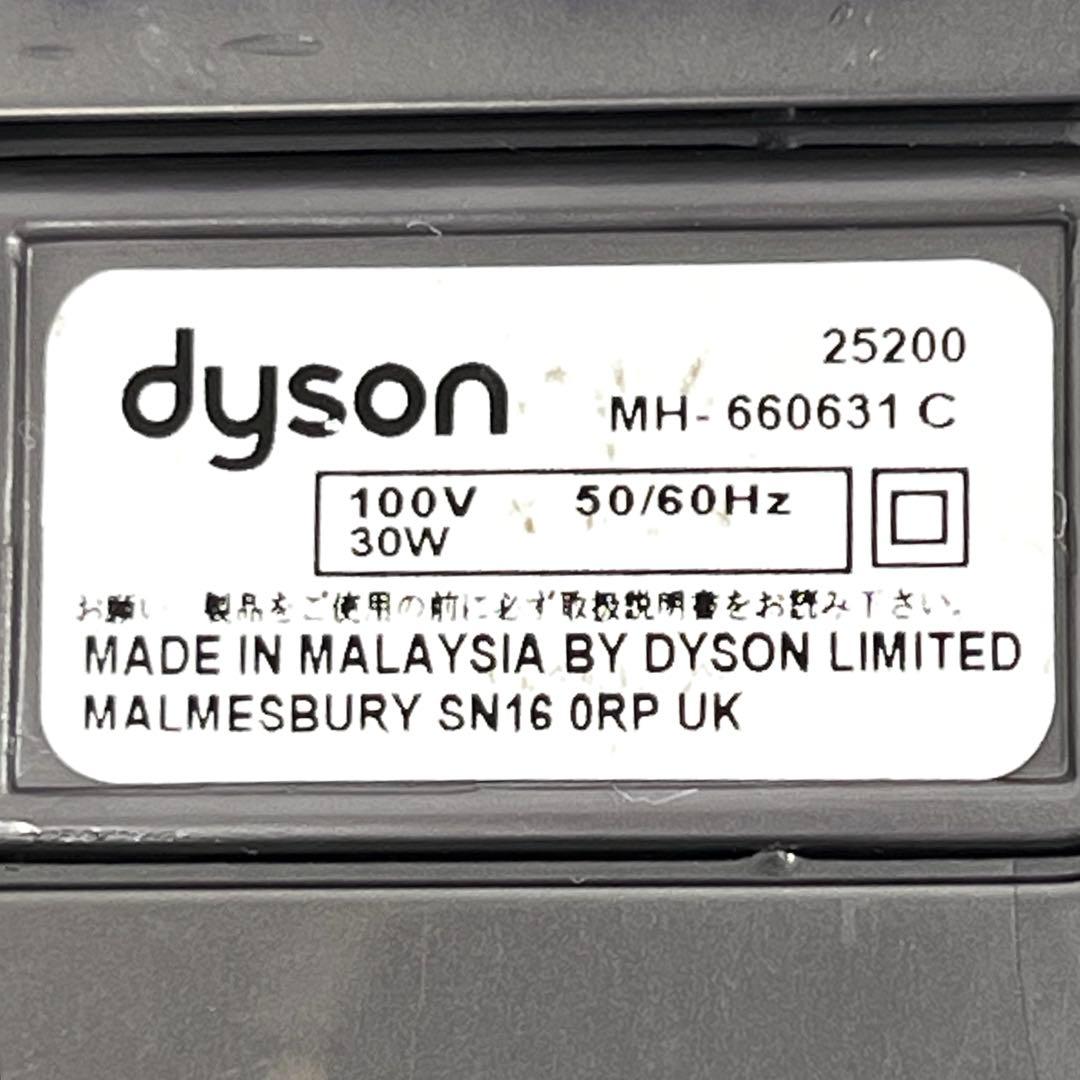 dyson
25200
MH- 660631 C
100V 50/60Hz
30W
お願い 製品をご使用の前に必ず取扱説明書をお読み下さい。
MADE IN MALAYSIA BY DYSON LIMITED
MALMESBURY SN16 0RP UK